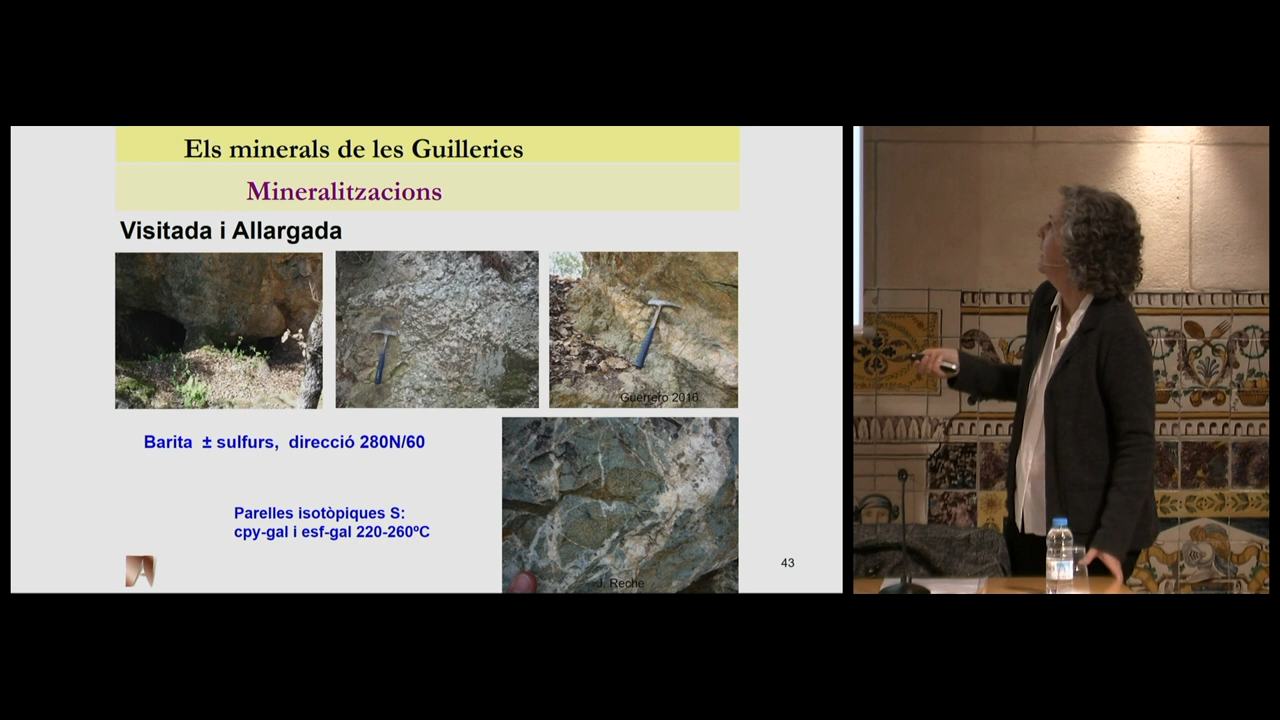 Els minerals de les Guilleries
Mineralitzacions
Visitada i Allargada
Guerrero 2016
Barita ± sulfurs, direcció 280N/60
Parelles isotòpiques S:
cpy-gal i esf-gal 220-260ºC
J. Reche
43